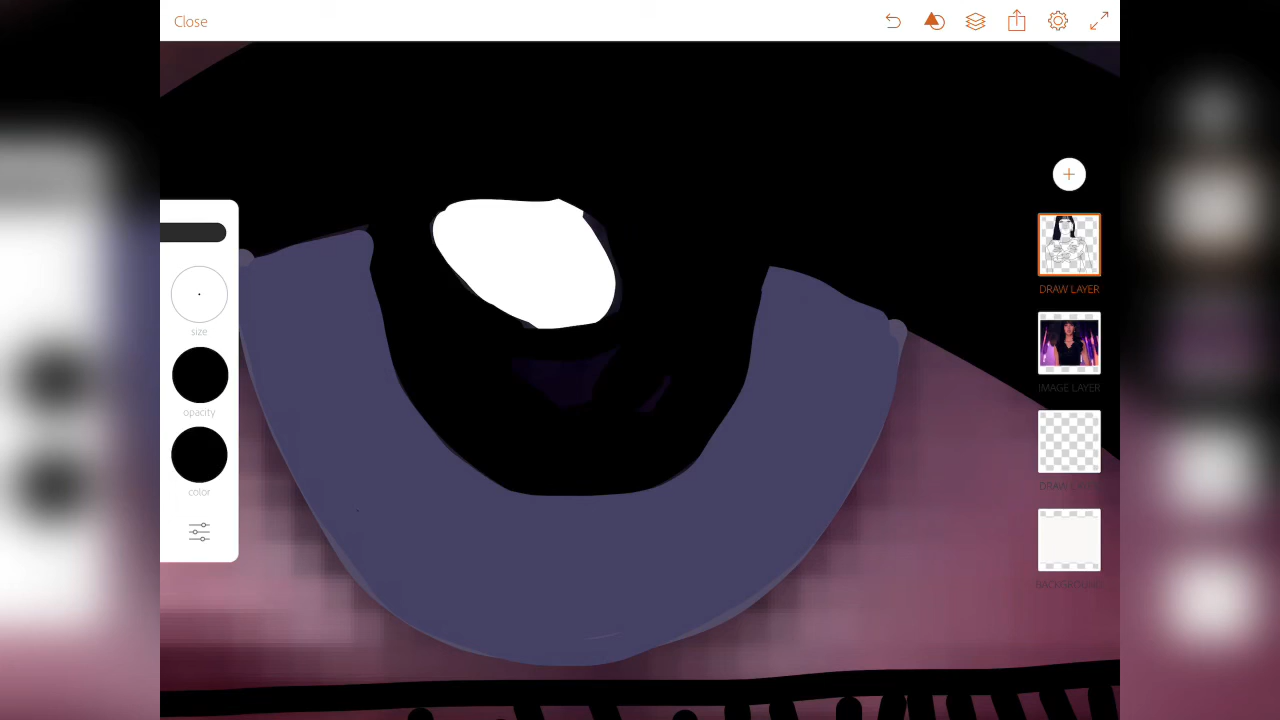 Close
size
opacity
color
DRAW LAYER
IMAGE LAYER
DRAW LAYER
BACKGROUND